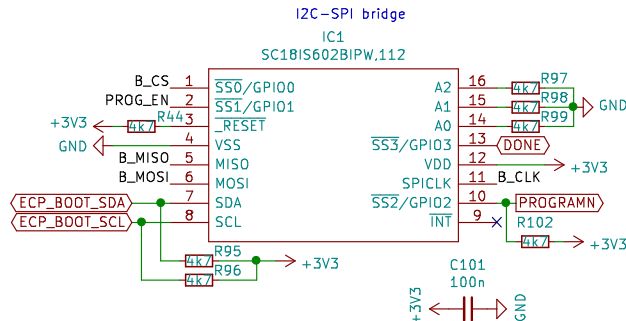 I2C-SPI bridge
IC1
SC18IS602BIPW,112
B_CS 1 SS0/GPIO0 A2 16 R97 4k7
PROG_EN 2 SS1/GPIO1 A1 15 R98 4k7 GND
+3V3 R44 4k7 3 _RESET A0 14 R99 4k7
GND 4 VSS SS3/GPIO3 13 DONE
B_MISO 5 MISO VDD 12 +3V3
B_MOSI 6 MOSI SPICLK 11 B_CLK
ECP_BOOT_SDA 7 SDA SS2/GPIO2 10 PROGRAMN
ECP_BOOT_SCL 8 SCL INT 9 R102
4k7 +3V3
R95
4k7 +3V3
R96
4k7
C101
100n
+3V3 GND